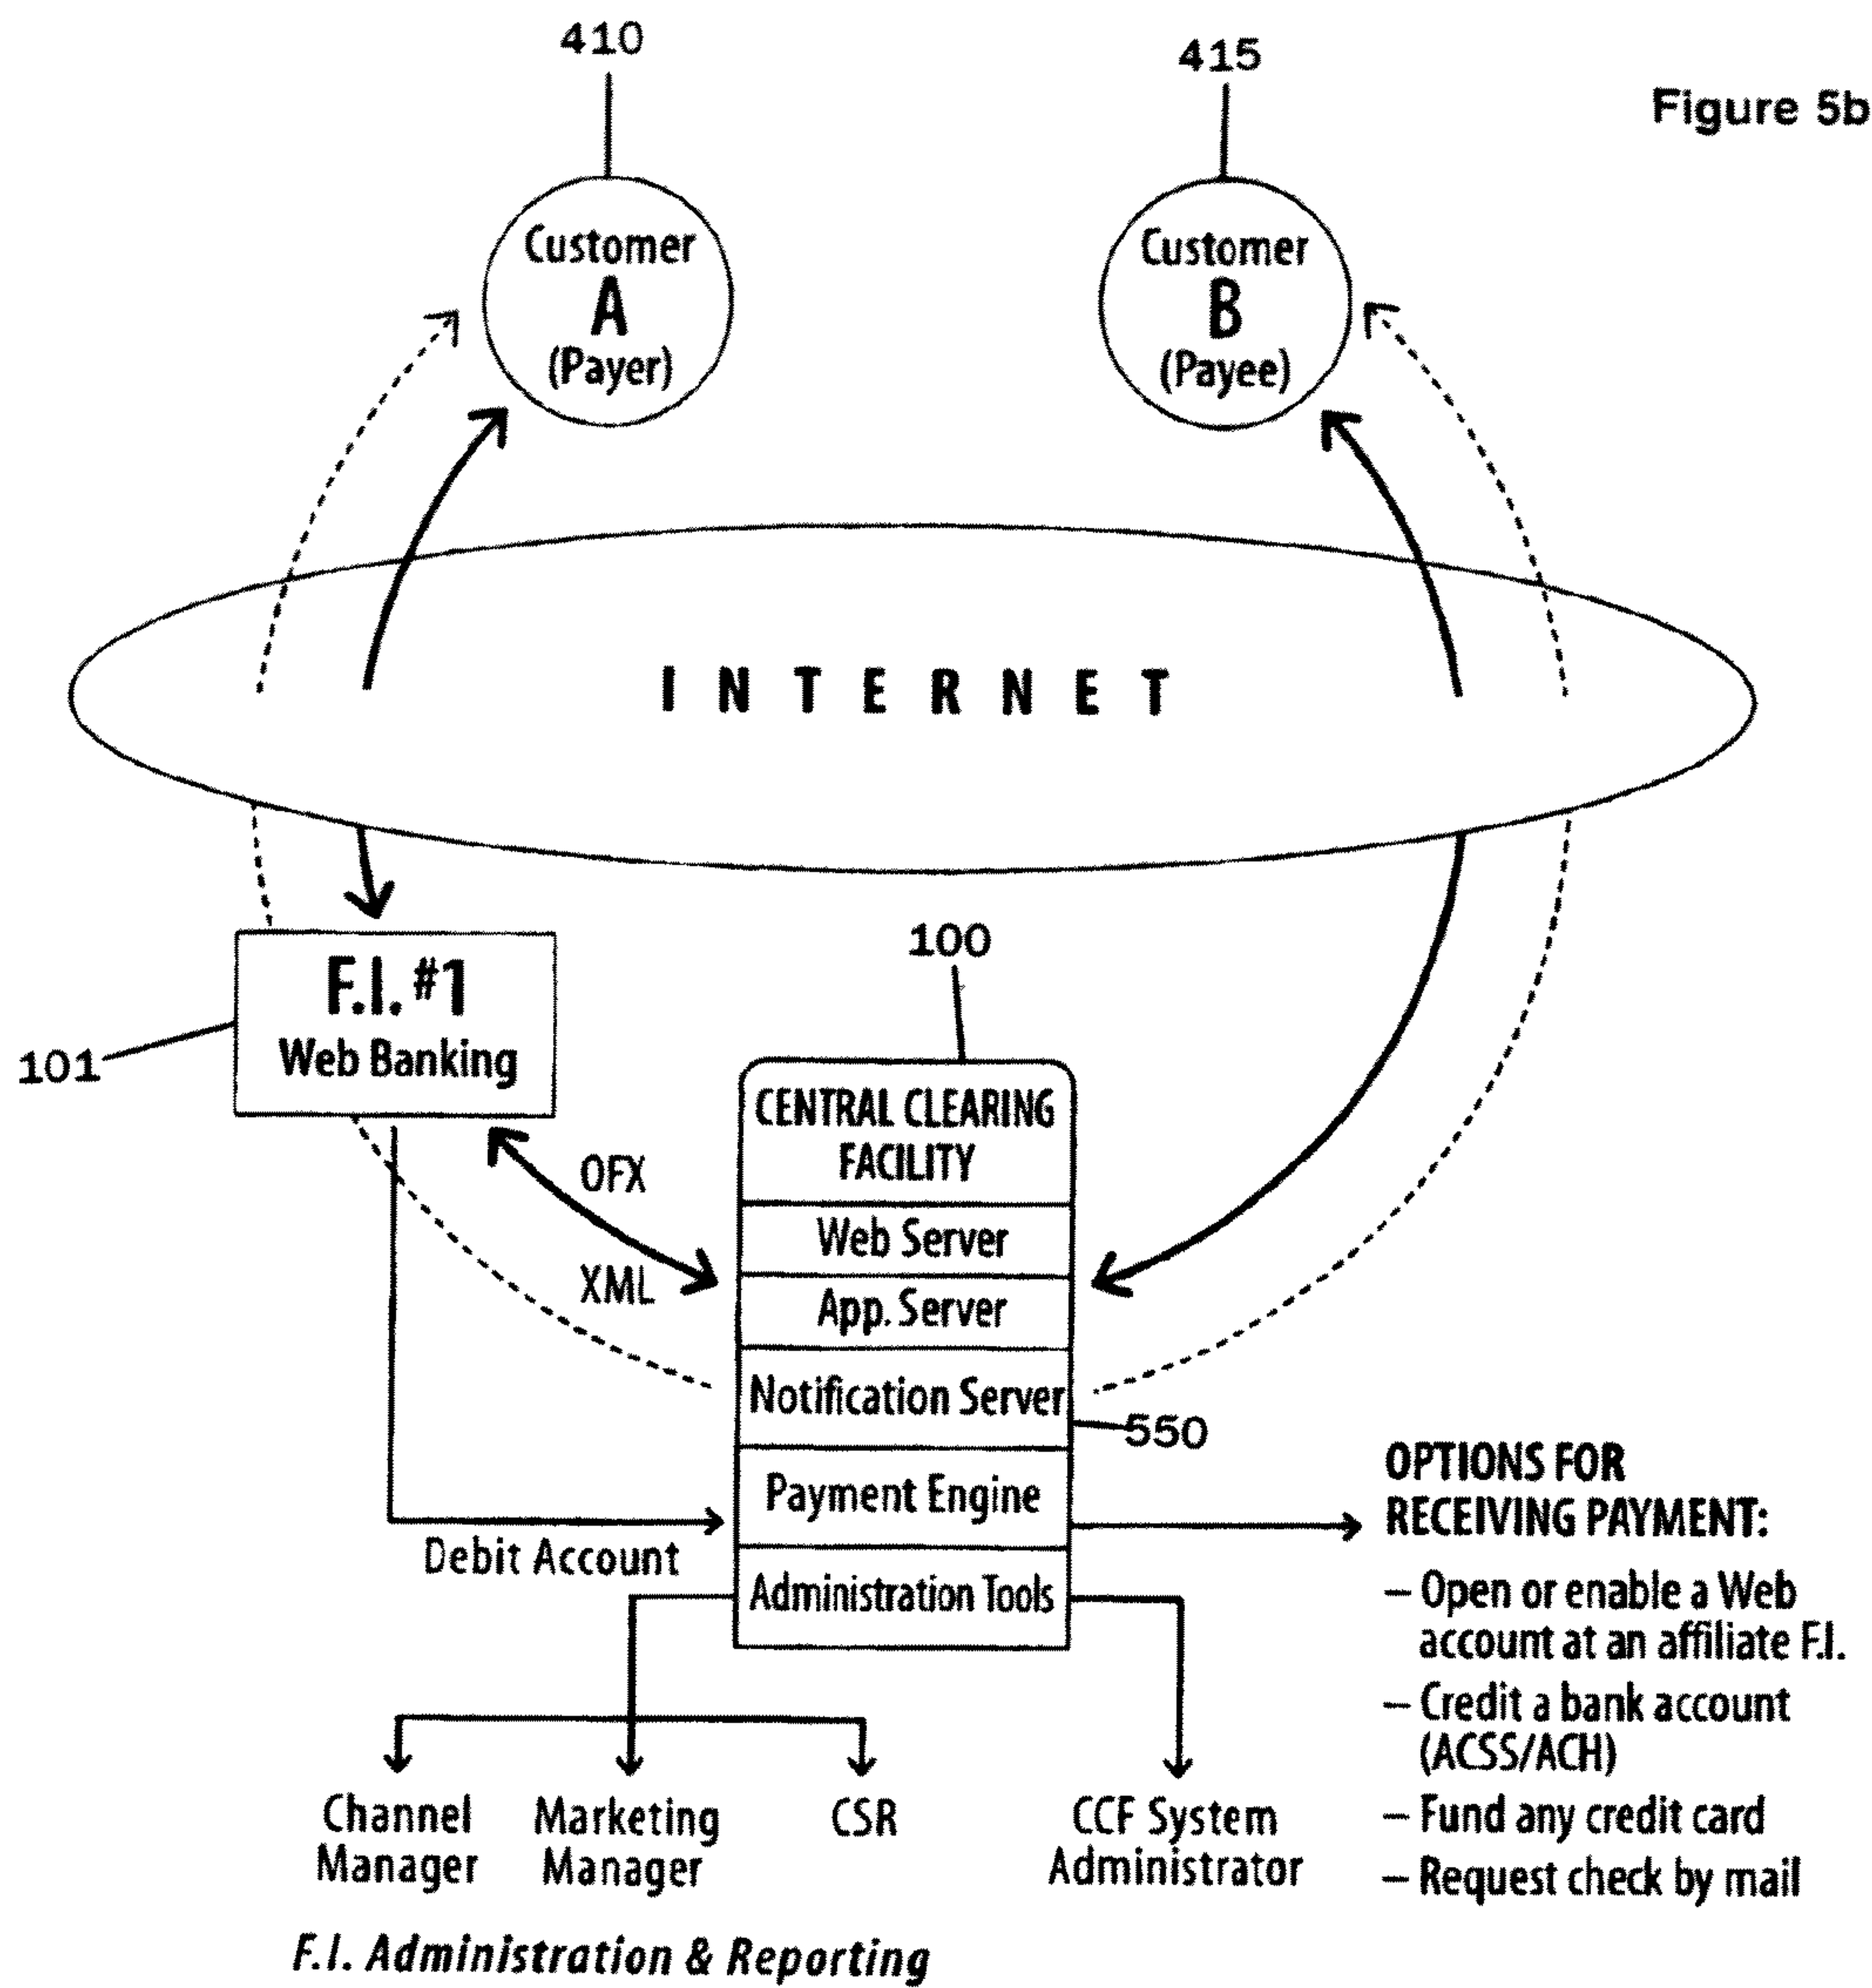 410
415
Figure 5b
Customer
A
(Payer)
Customer
B
(Payee)
INTERNET
F.I. #1
Web Banking
101
100
CENTRAL CLEARING
FACILITY
Web Server
App. Server
Notification Server
Payment Engine
Administration Tools
OFX
XML
550
Debit Account
OPTIONS FOR
RECEIVING PAYMENT:
– Open or enable a Web
account at an affiliate F.I.
– Credit a bank account
(ACSS/ACH)
– Fund any credit card
– Request check by mail
Channel
Manager
Marketing
Manager
CSR
CCF System
Administrator
F.I. Administration & Reporting